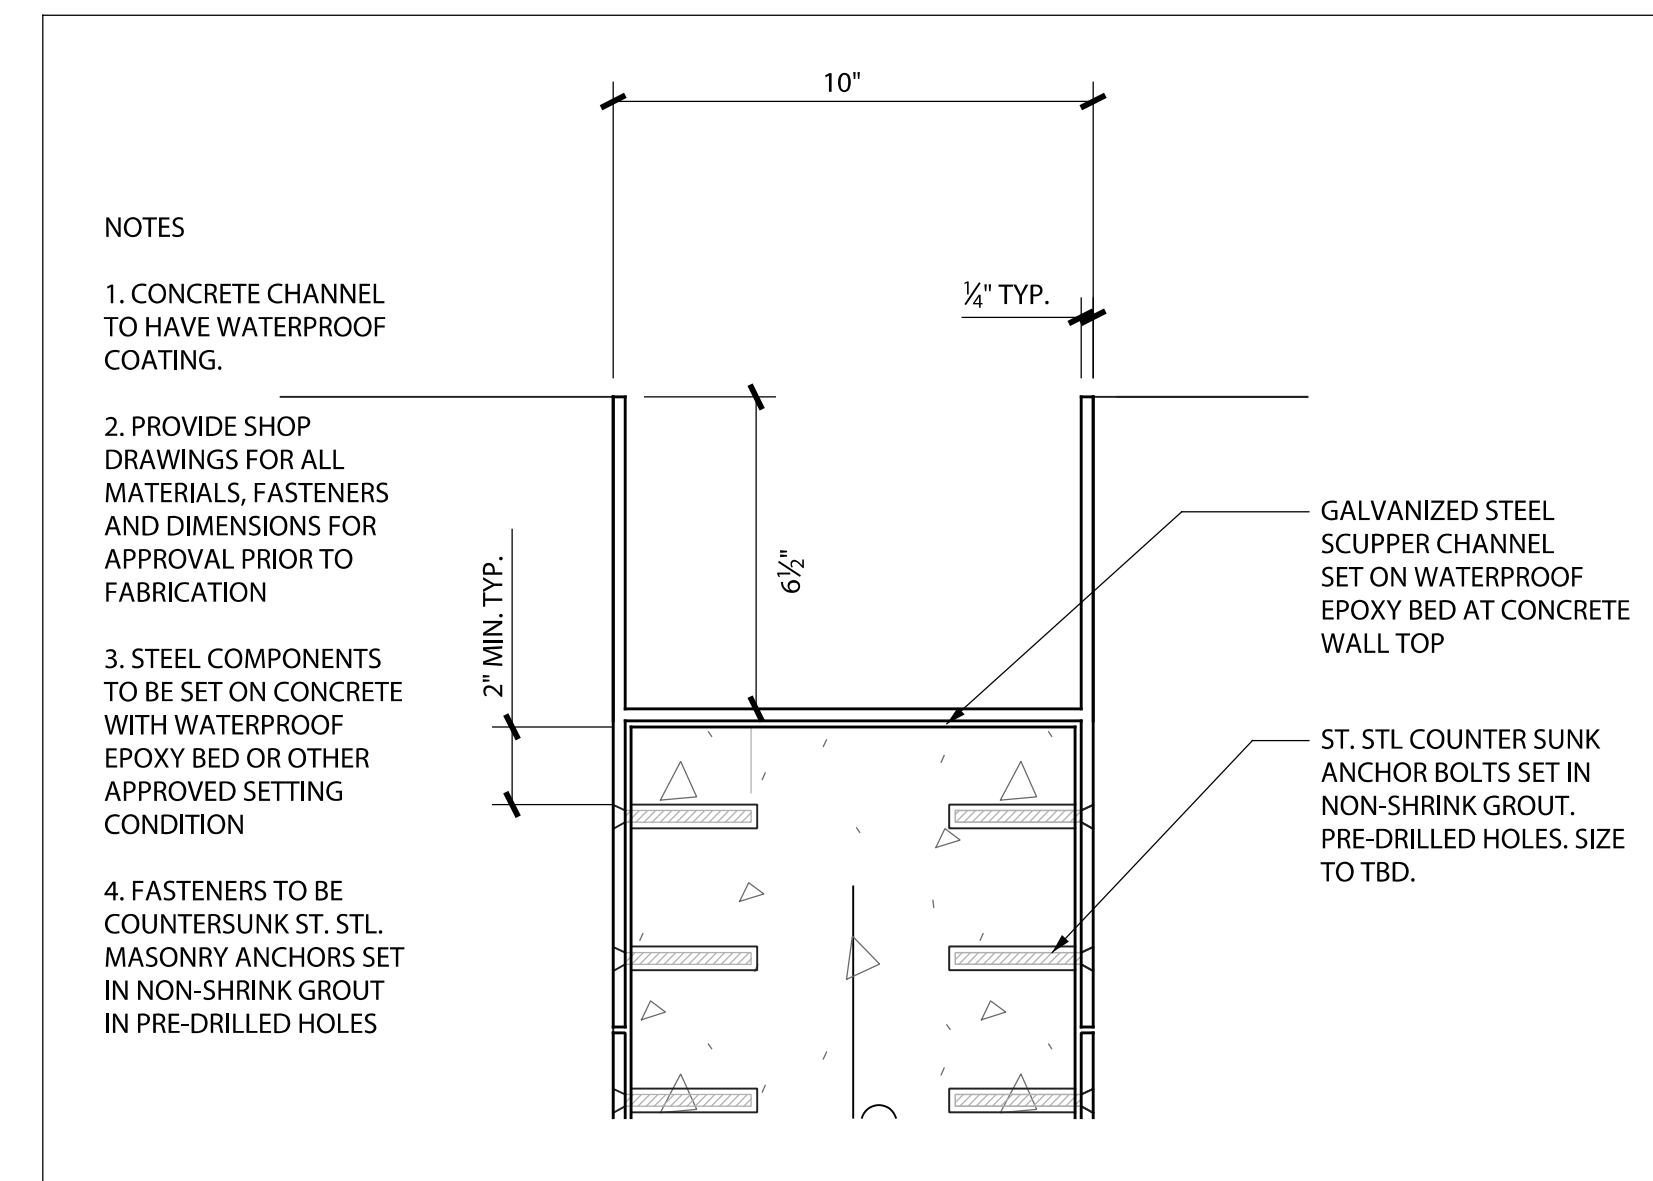 10"
¼" TYP.
NOTES
1. CONCRETE CHANNEL
TO HAVE WATERPROOF
COATING.
2. PROVIDE SHOP
DRAWINGS FOR ALL
MATERIALS, FASTENERS
AND DIMENSIONS FOR
APPROVAL PRIOR TO
FABRICATION
3. STEEL COMPONENTS
TO BE SET ON CONCRETE
WITH WATERPROOF
EPOXY BED OR OTHER
APPROVED SETTING
CONDITION
4. FASTENERS TO BE
COUNTERSUNK ST. STL.
MASONRY ANCHORS SET
IN NON-SHRINK GROUT
IN PRE-DRILLED HOLES
2" MIN. TYP.
6½"
GALVANIZED STEEL
SCUPPER CHANNEL
SET ON WATERPROOF
EPOXY BED AT CONCRETE
WALL TOP
ST. STL COUNTER SUNK
ANCHOR BOLTS SET IN
NON-SHRINK GROUT.
PRE-DRILLED HOLES. SIZE
TO TBD.